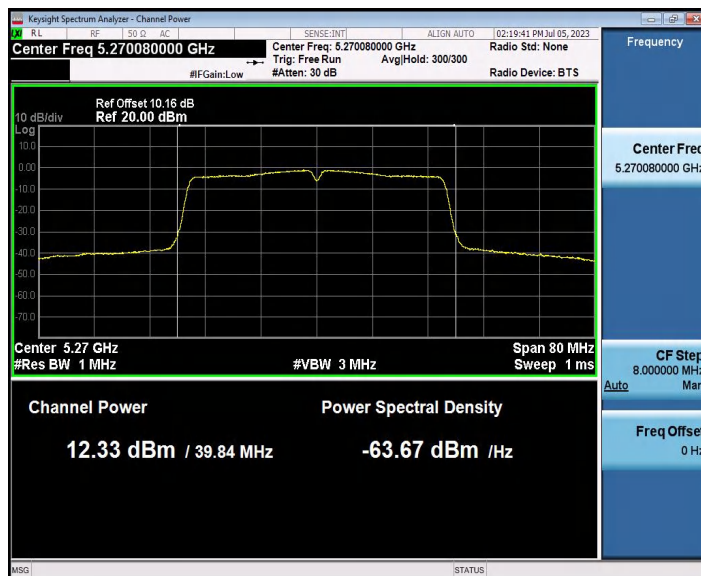 Keysight Spectrum Analyzer - Channel Power
LXI RL RF 50 Ω AC SENSE:INT ALIGN AUTO 02:19:41 PM Jul 05, 2023
Center Freq 5.270080000 GHz
Center Freq: 5.270080000 GHz
Radio Std: None
Trig: Free Run Avg|Hold: 300/300
#IFGain:Low #Atten: 30 dB Radio Device: BTS
Frequency
Ref Offset 10.16 dB
10 dB/div Ref 20.00 dBm
Log
10.0
0.00
-10.0
-20.0
-30.0
-40.0
-50.0
-60.0
-70.0
Center 5.27 GHz Span 80 MHz
#Res BW 1 MHz #VBW 3 MHz Sweep 1 ms
Channel Power Power Spectral Density
12.33 dBm / 39.84 MHz -63.67 dBm /Hz
Center Freq
5.270080000 GHz
CF Step
8.000000 MHz
Auto Man
Freq Offset
0 Hz
MSG STATUS